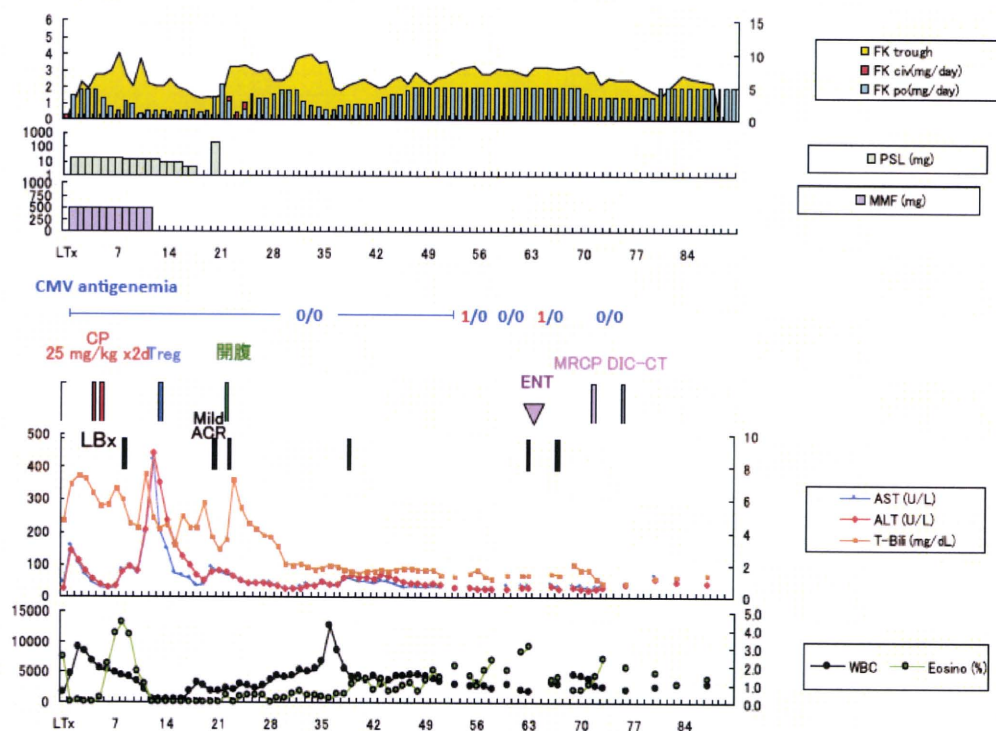 6
5
4
3
2
1
0
15
10
5
0
FK trough
FK civ(mg/day)
FK po(mg/day)
1000
100
10
1
PSL (mg)
1000
750
500
250
0
MMF (mg)
LTx 7 14 21 28 35 42 49 56 63 70 77 84
CMV antigenemia
0/0 1/0 0/0 1/0 0/0
CP
25 mg/kg x2d Treg 開腹
MRCP DIC-CT
ENT
Mild
ACR
LBx
500
400
300
200
100
0
10
8
6
4
2
0
AST (U/L)
ALT (U/L)
T-Bili (mg/dL)
15000
10000
5000
0
5.0
4.0
3.0
2.0
1.0
0.0
WBC Eosino (%)
LTx 7 14 21 28 35 42 49 56 63 70 77 84